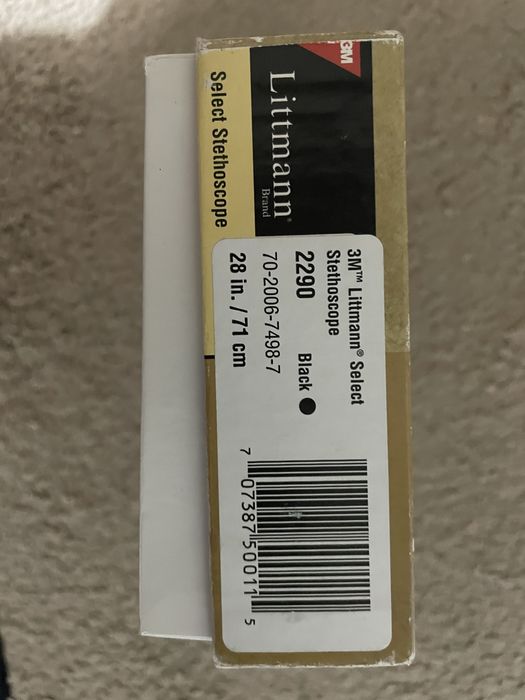 3M
Littmann®
Brand
Select Stethoscope
3M™ Littmann® Select
Stethoscope
2290 Black
70-2006-7498-7
28 in. / 71 cm
7 07387 50011 5